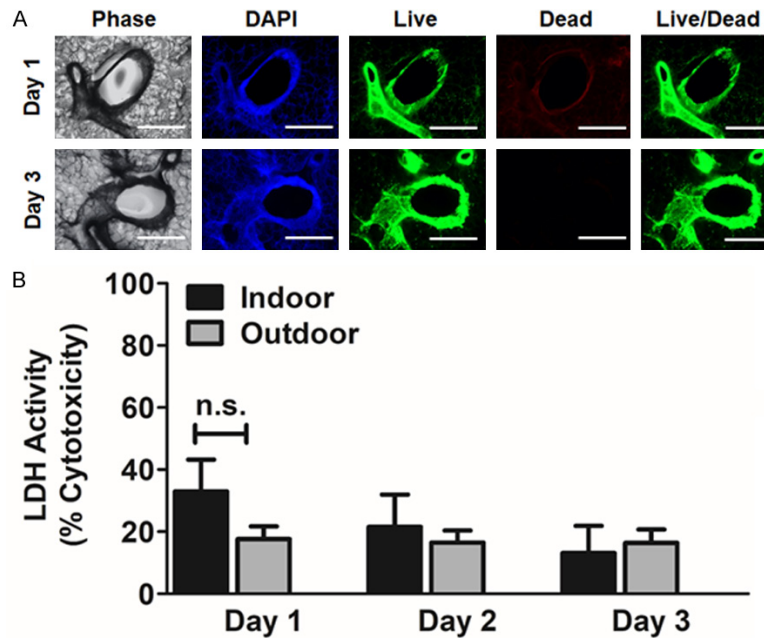 A
Phase DAPI Live Dead Live/Dead
Day 1
Day 3
B
100
80
60
40
20
0
LDH Activity
(% Cytotoxicity)
Indoor
Outdoor
n.s.
Day 1 Day 2 Day 3